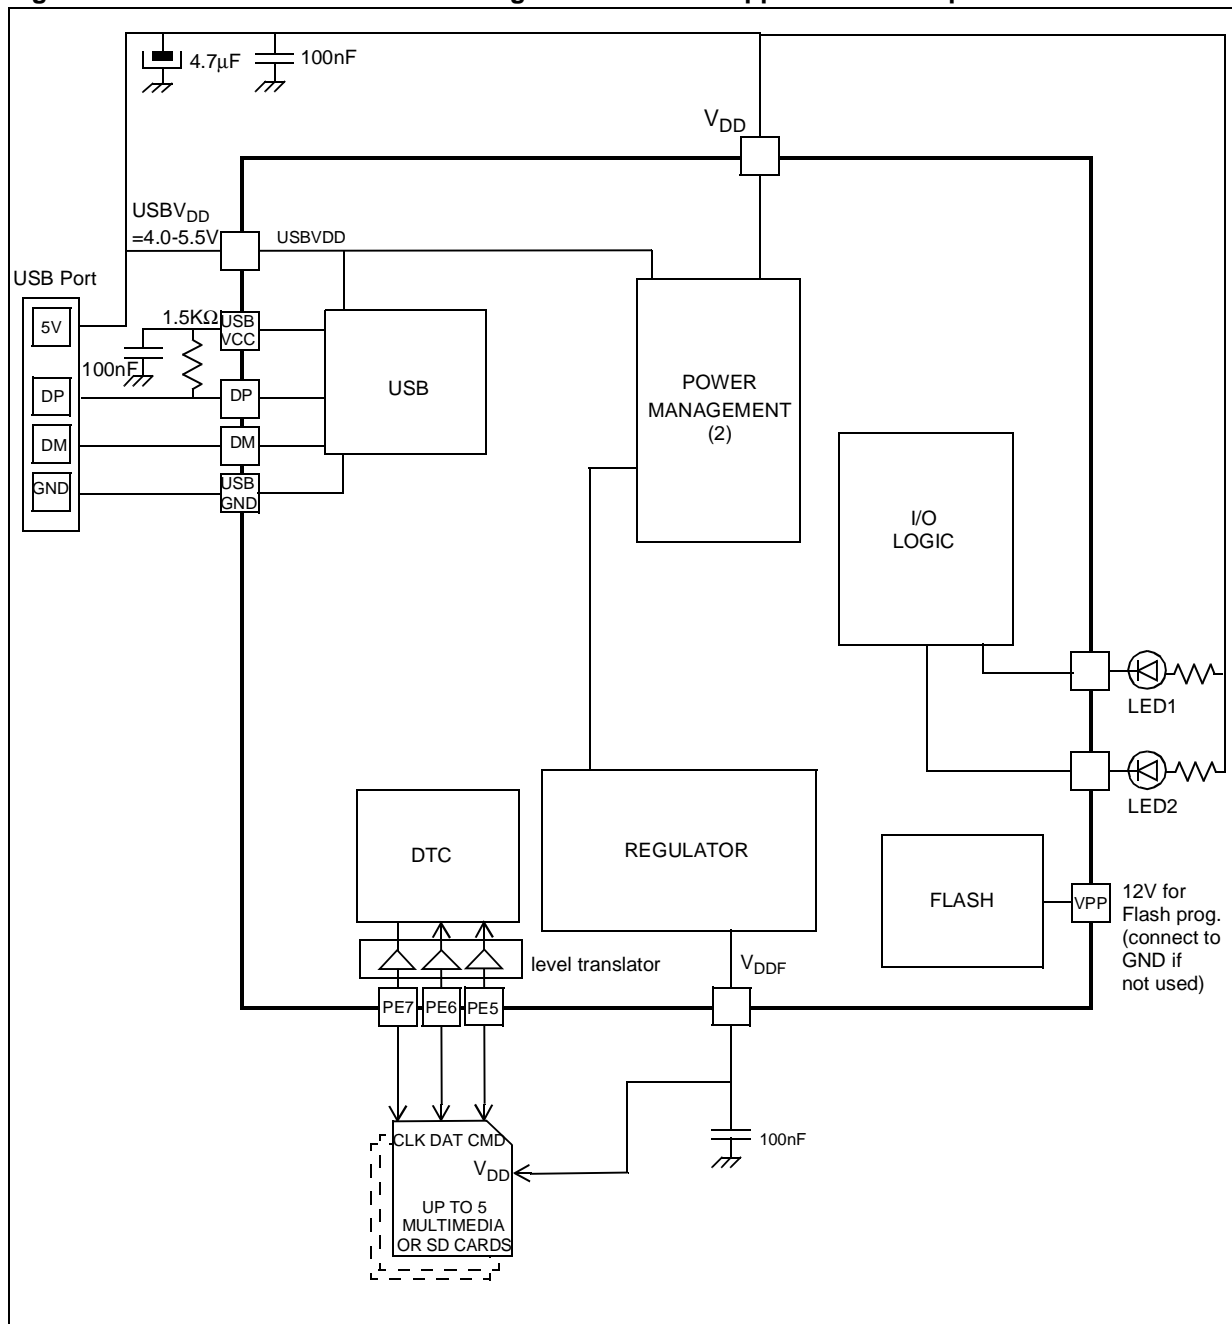 4.7μF
100nF
VDD
USBVDD
=4.0-5.5V
USBVDD
USB Port
5V
1.5KΩ
USB
VCC
100nF
DP
DP
DM
DM
GND
USB
GND
USB
POWER
MANAGEMENT
(2)
I/O
LOGIC
LED1
LED2
DTC
REGULATOR
FLASH
VPP
12V for
Flash prog.
(connect to
GND if
not used)
level translator
VDDF
PE7
PE6
PE5
CLK DAT CMD
VDD
100nF
UP TO 5
MULTIMEDIA
OR SD CARDS